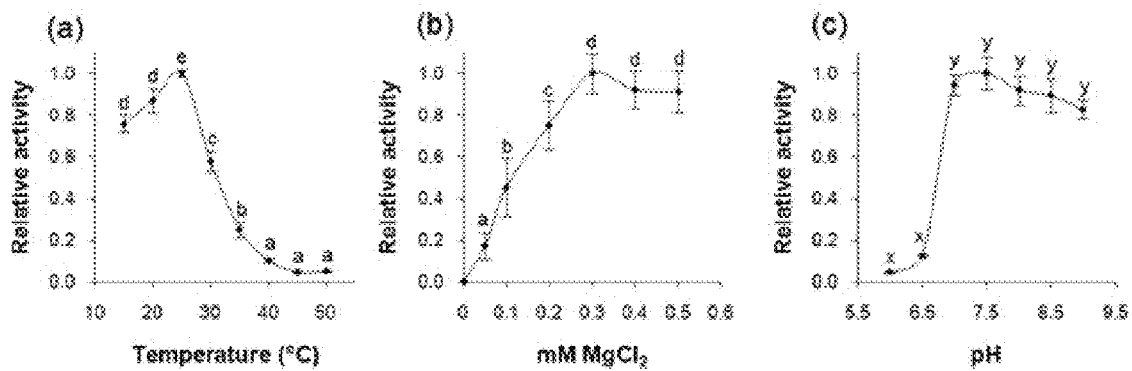 (a)
Relative activity
1.0
0.8
0.6
0.4
0.2
0.0
d
d
e
c
b
a
a
a
10 20 30 40 50
Temperature (°C)
(b)
Relative activity
1.0
0.8
0.6
0.4
0.2
0.0
a
b
c
d
d
d
0 0.1 0.2 0.3 0.4 0.5 0.6
mM MgCl₂
(c)
Relative activity
1.0
0.8
0.6
0.4
0.2
0.0
x
x
y
y
y
y
y
5.5 6.5 7.5 8.5 9.5
pH